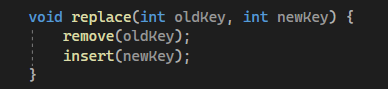 void replace(int oldKey, int newKey) {
    remove(oldKey);
    insert(newKey);
}